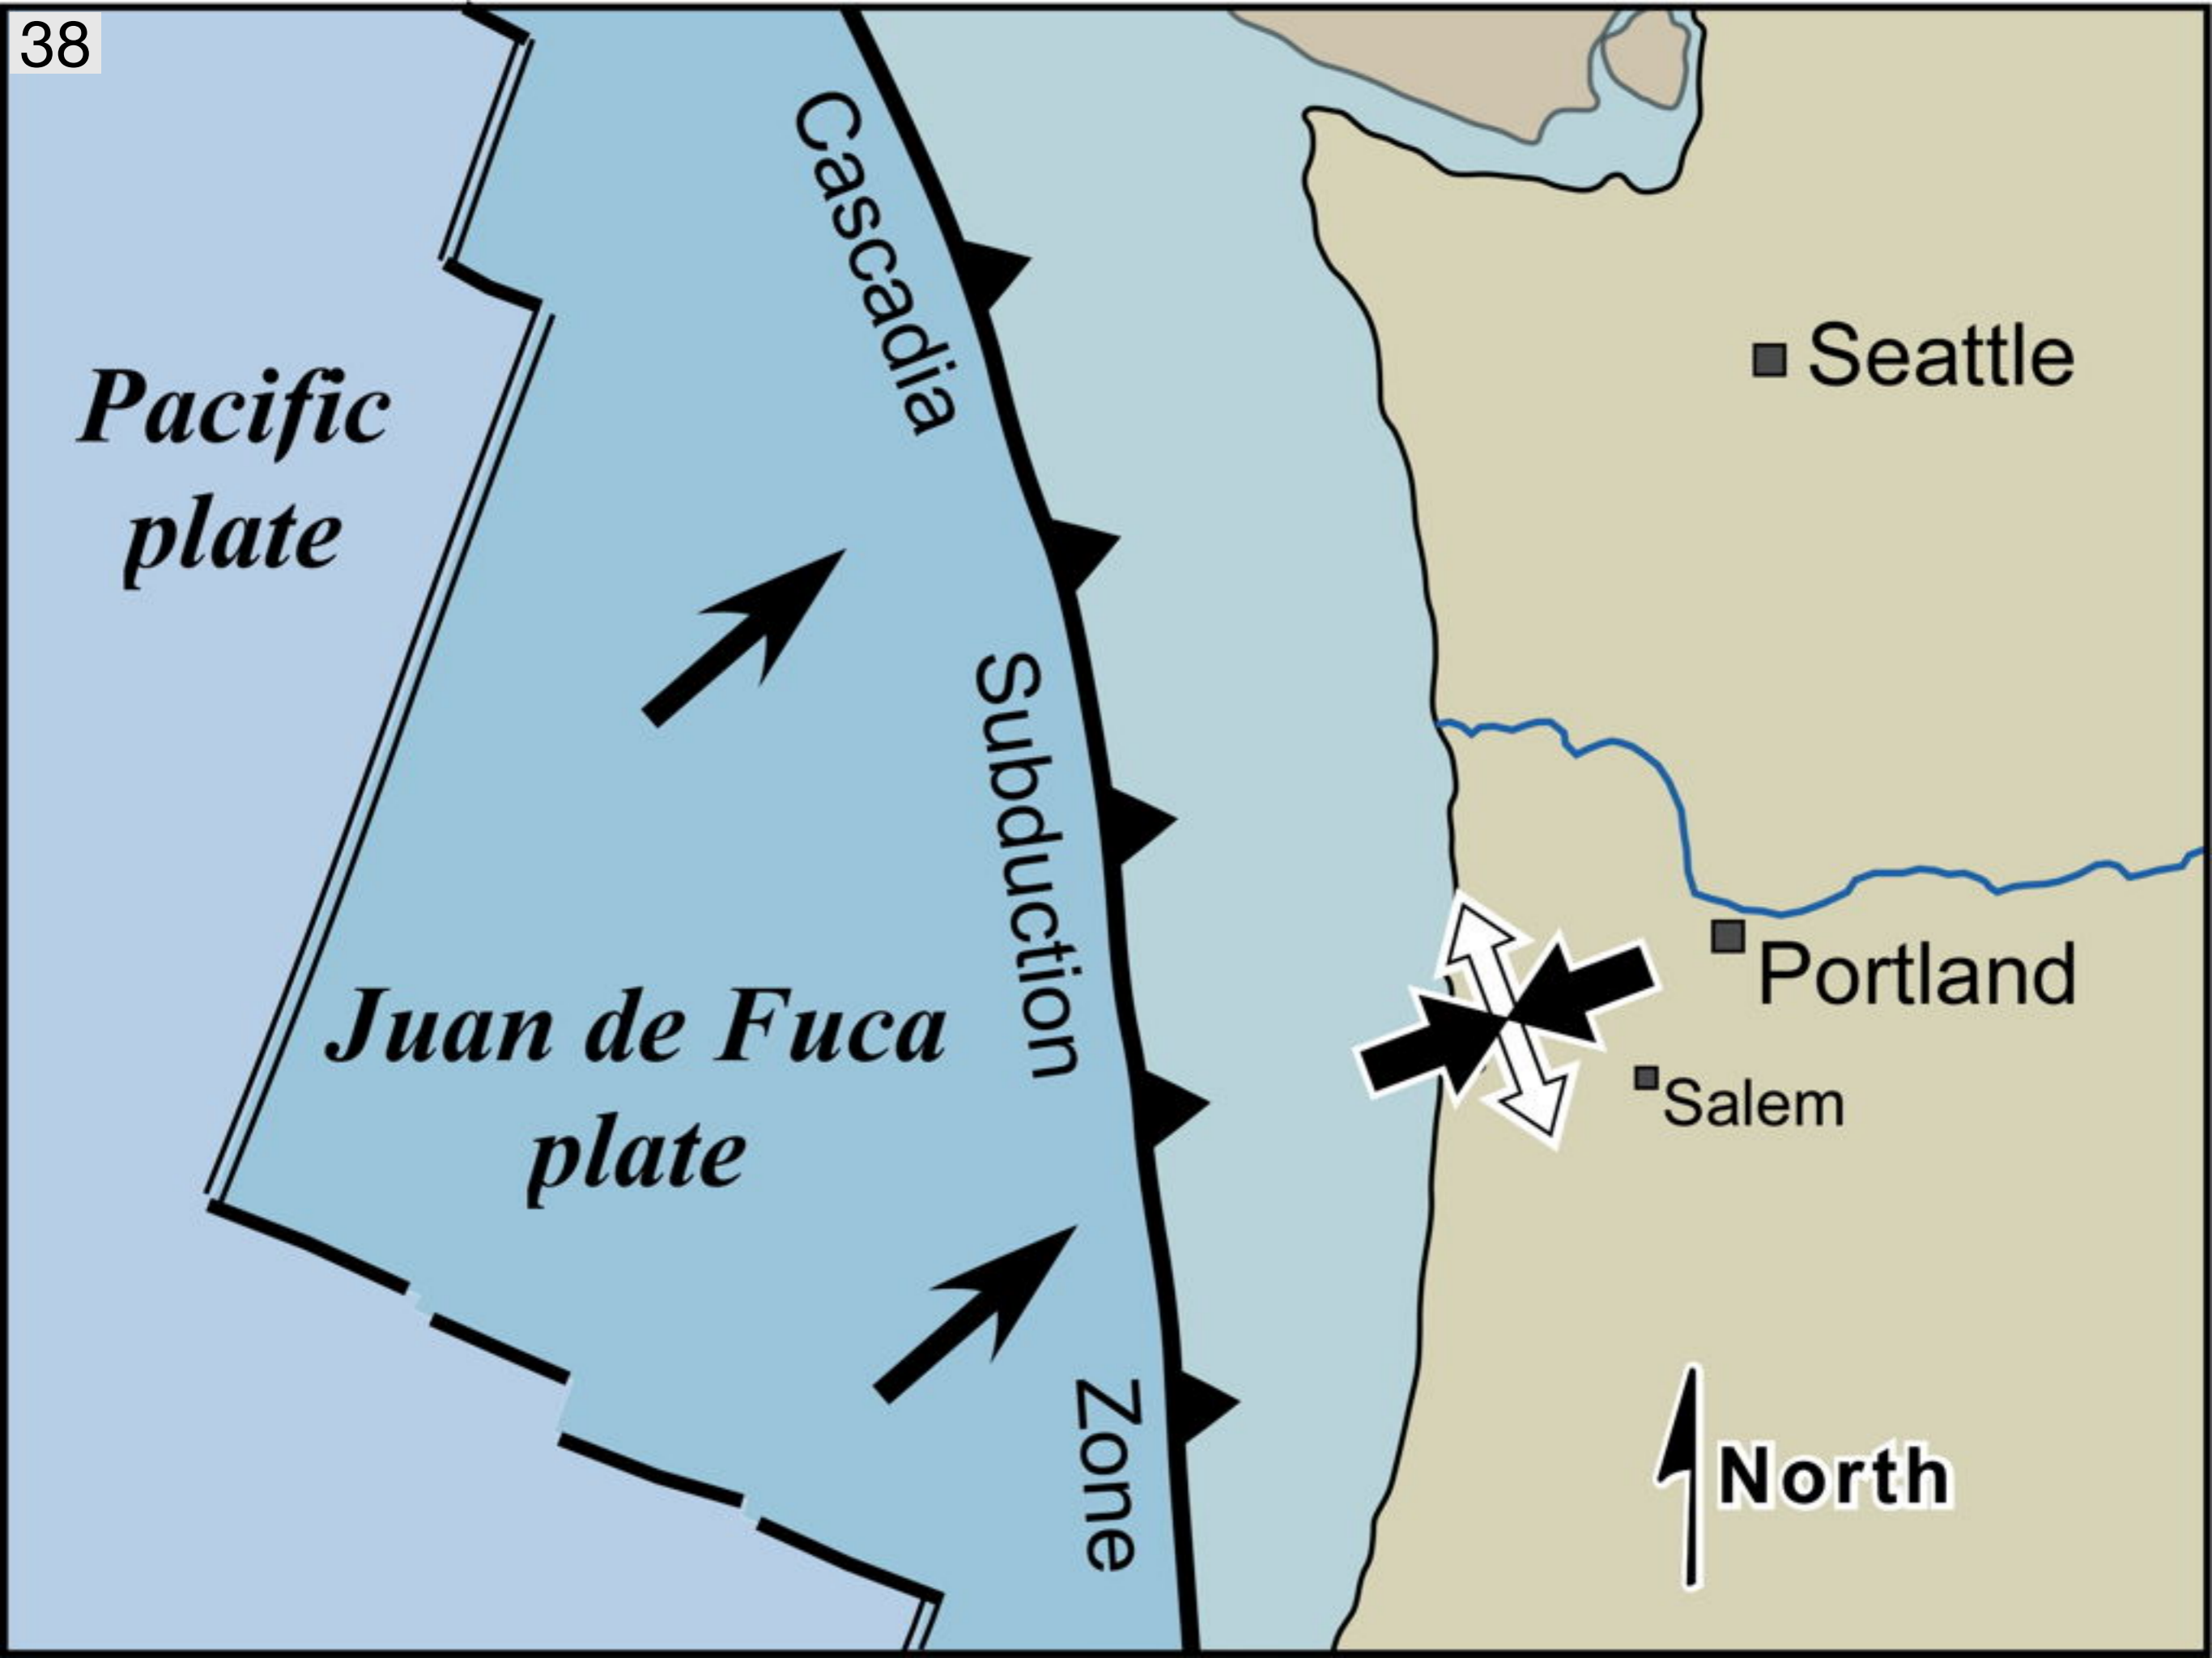 38
Cascadia
Subduction
Zone
Pacific
plate
Juan de Fuca
plate
Seattle
Portland
Salem
North